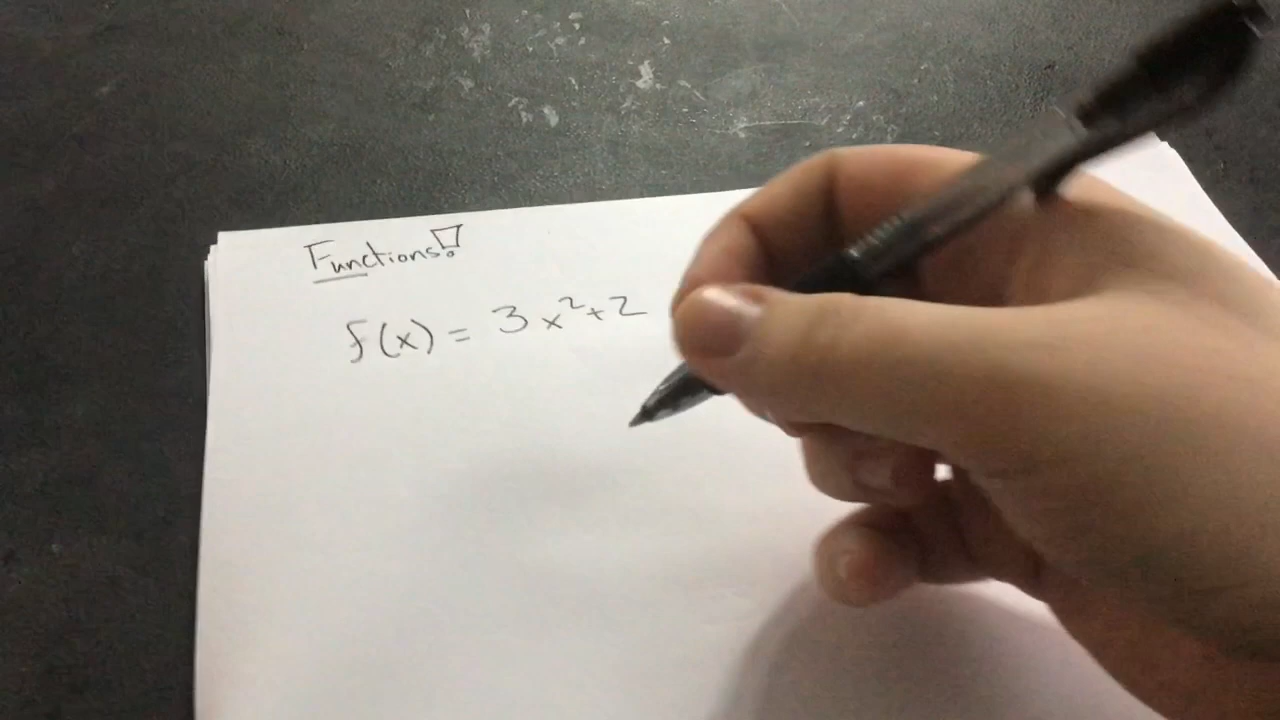 Functions!
f(x) = 3x²+2